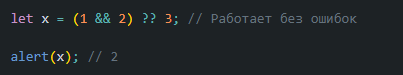 let x = (1 && 2) ?? 3; // Работает без ошибок
alert(x); // 2